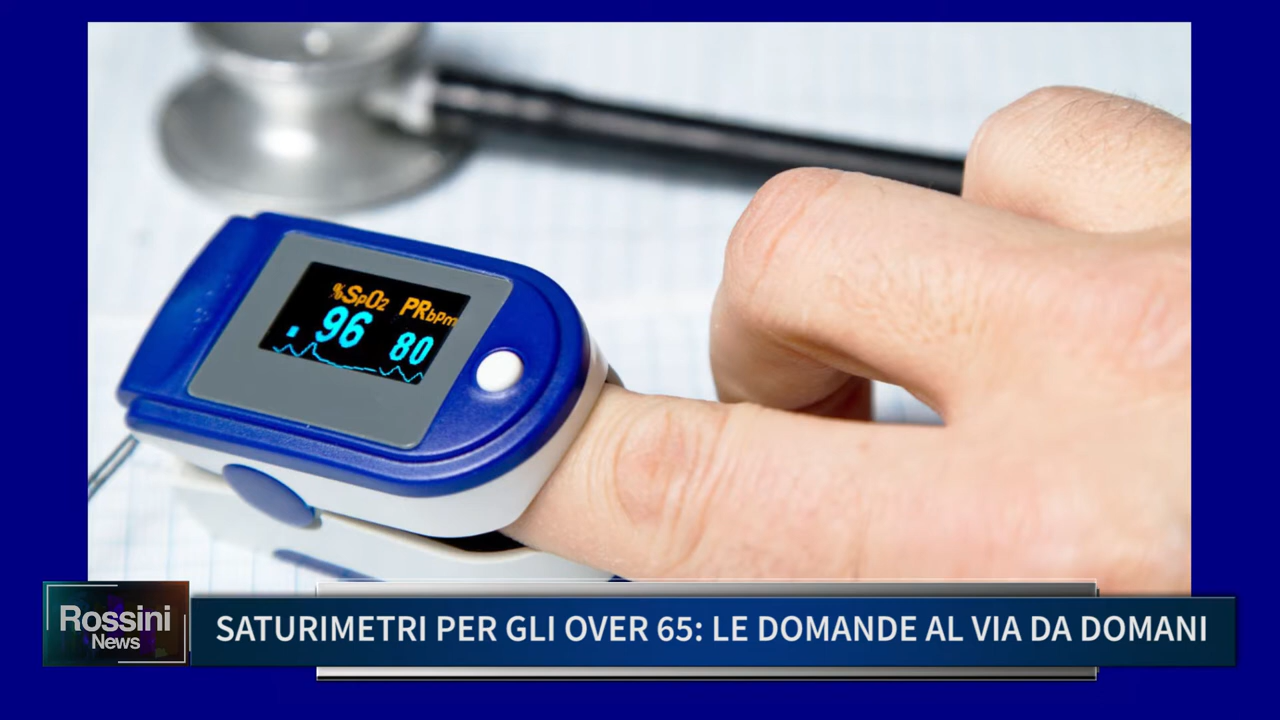 %SpO2 PRbpm
96 80
Rossini
News
SATURIMETRI PER GLI OVER 65: LE DOMANDE AL VIA DA DOMANI